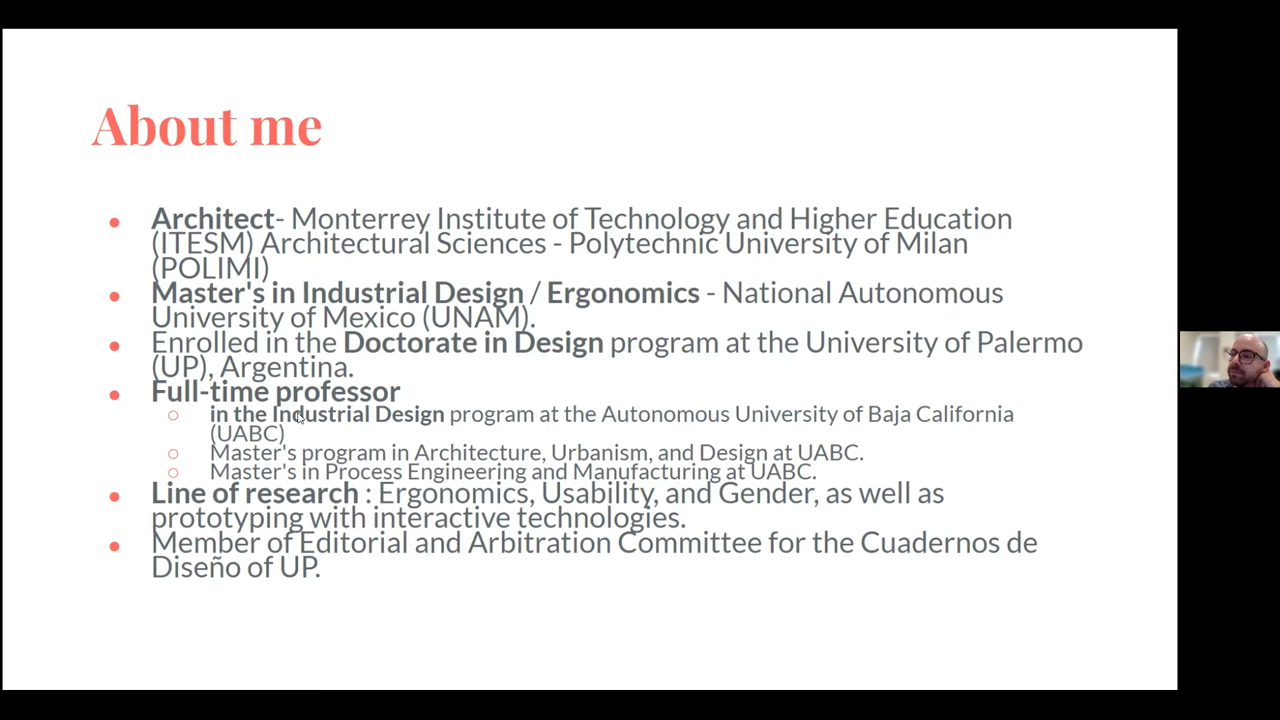 About me
Architect- Monterrey Institute of Technology and Higher Education
(ITESM) Architectural Sciences - Polytechnic University of Milan
(POLIMI)
Master's in Industrial Design / Ergonomics - National Autonomous
University of Mexico (UNAM).
Enrolled in the Doctorate in Design program at the University of Palermo
(UP), Argentina.
Full-time professor
in the Industrial Design program at the Autonomous University of Baja California
(UABC)
Master's program in Architecture, Urbanism, and Design at UABC.
Master's in Process Engineering and Manufacturing at UABC.
Line of research : Ergonomics, Usability, and Gender, as well as
prototyping with interactive technologies.
Member of Editorial and Arbitration Committee for the Cuadernos de
Diseño of UP.